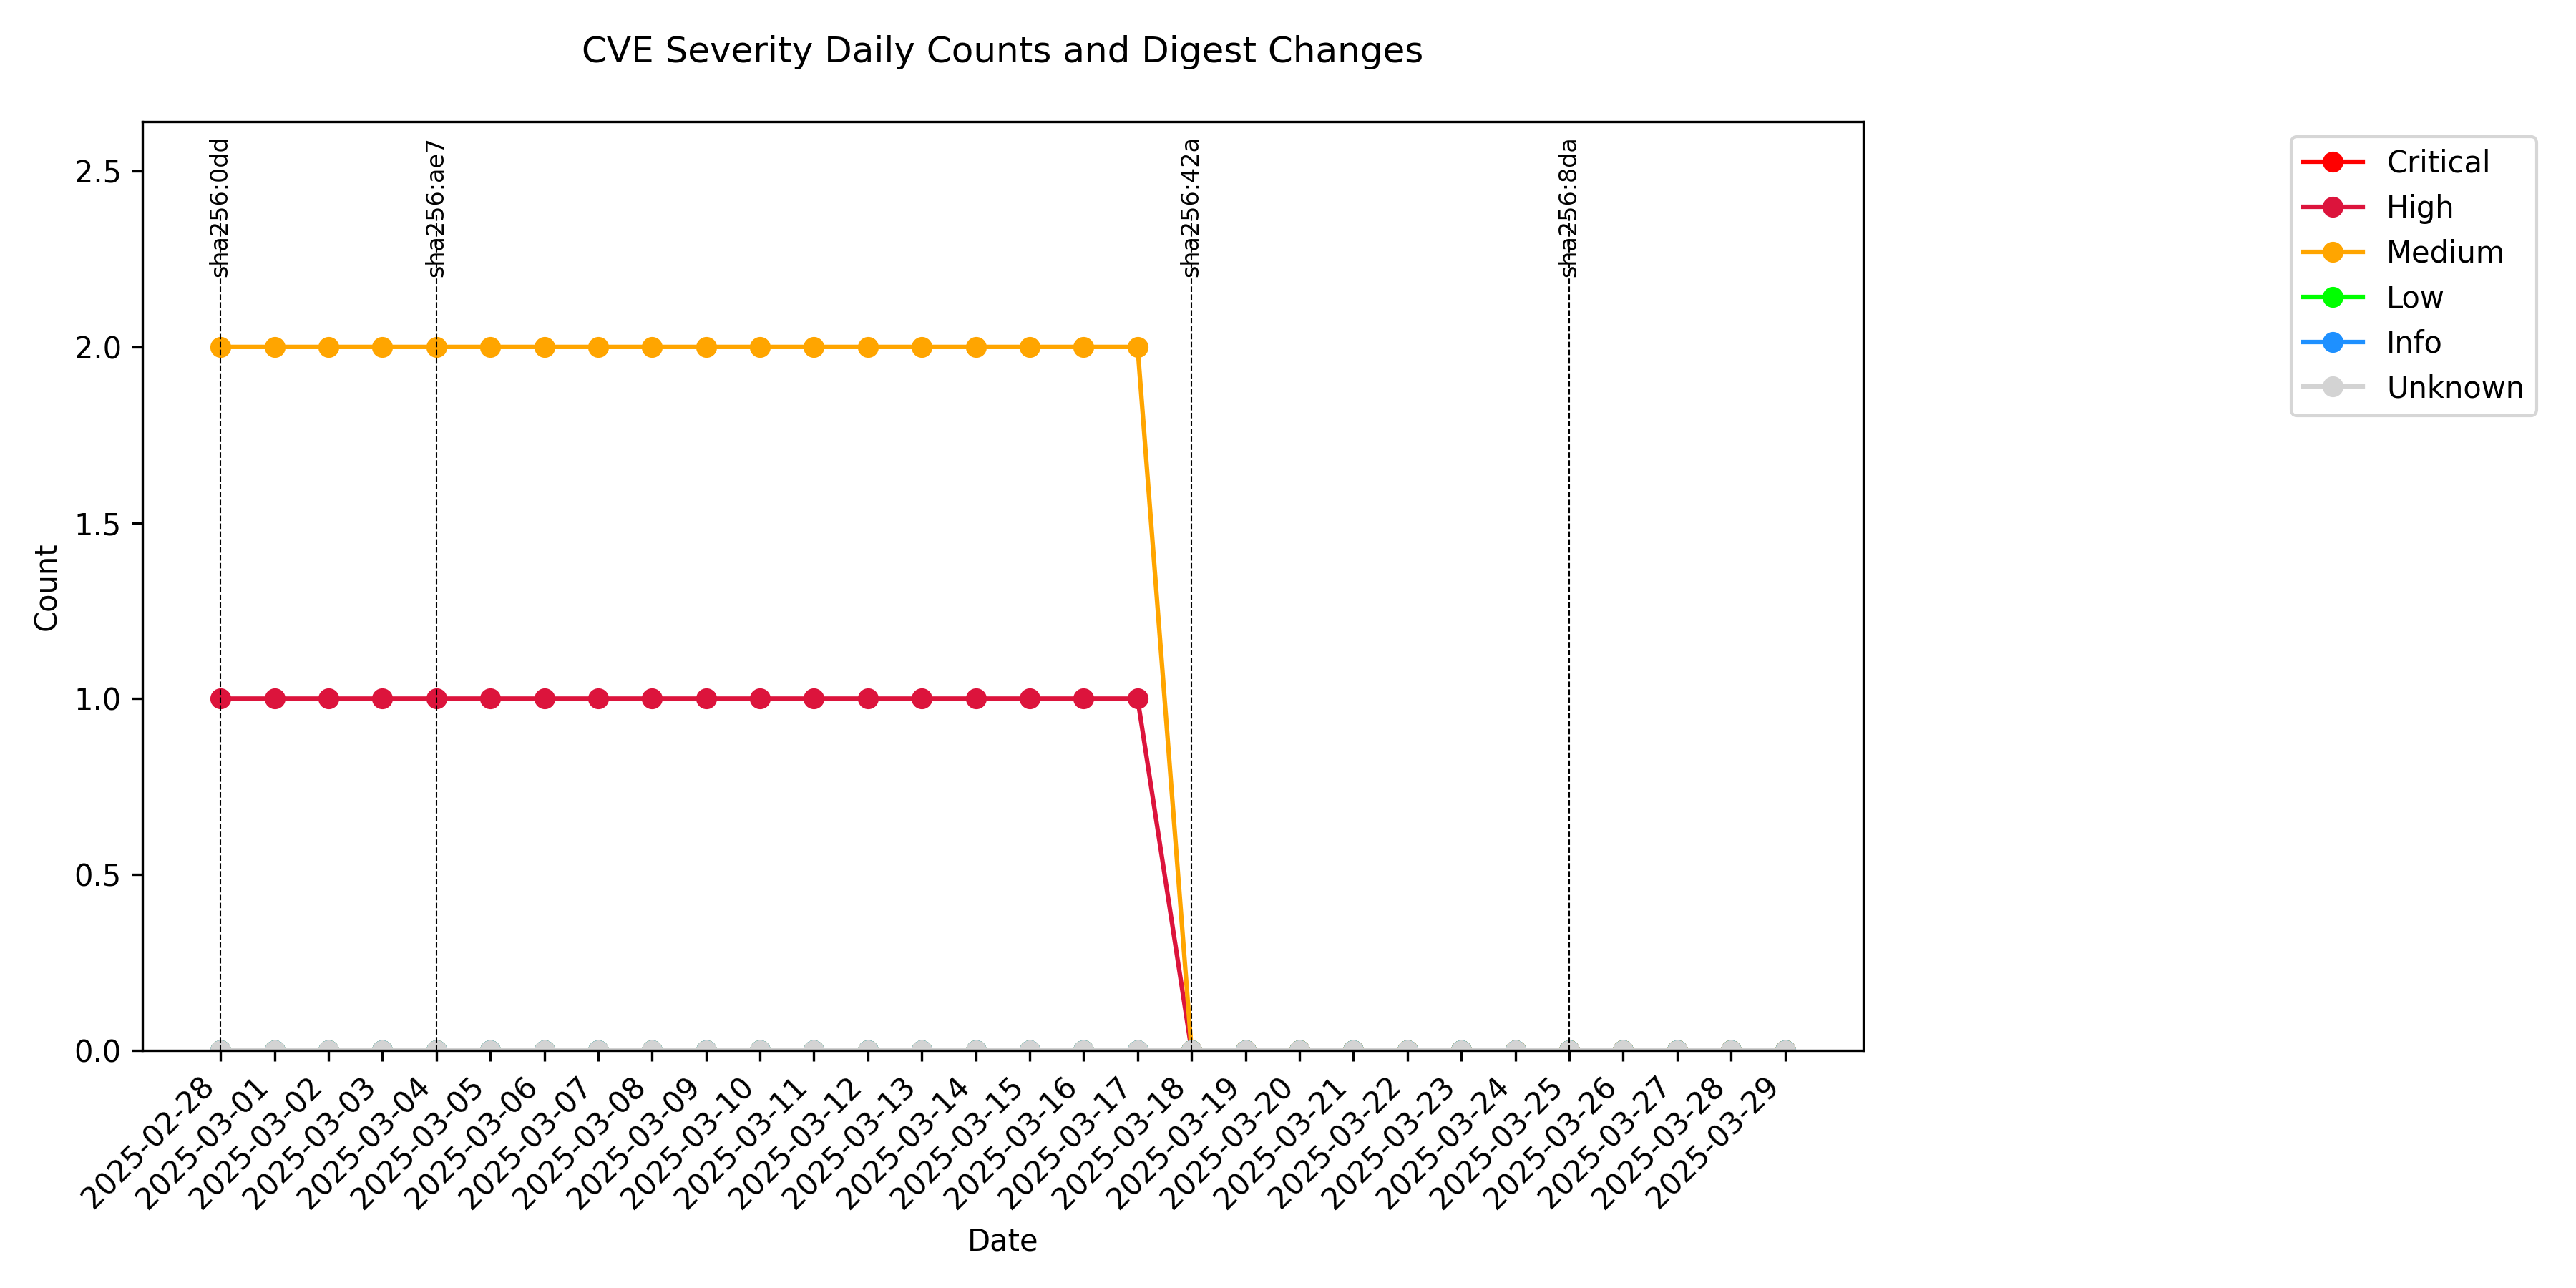 CVE Severity Daily Counts and Digest Changes
sha256:0dd
sha256:ae7
sha256:42a
sha256:8da
Critical
High
Medium
Low
Info
Unknown
2.5
2.0
1.5
1.0
0.5
0.0
Count
2025-02-28
2025-03-01
2025-03-02
2025-03-03
2025-03-04
2025-03-05
2025-03-06
2025-03-07
2025-03-08
2025-03-09
2025-03-10
2025-03-11
2025-03-12
2025-03-13
2025-03-14
2025-03-15
2025-03-16
2025-03-17
2025-03-18
2025-03-19
2025-03-20
2025-03-21
2025-03-22
2025-03-23
2025-03-24
2025-03-25
2025-03-26
2025-03-27
2025-03-28
2025-03-29
Date